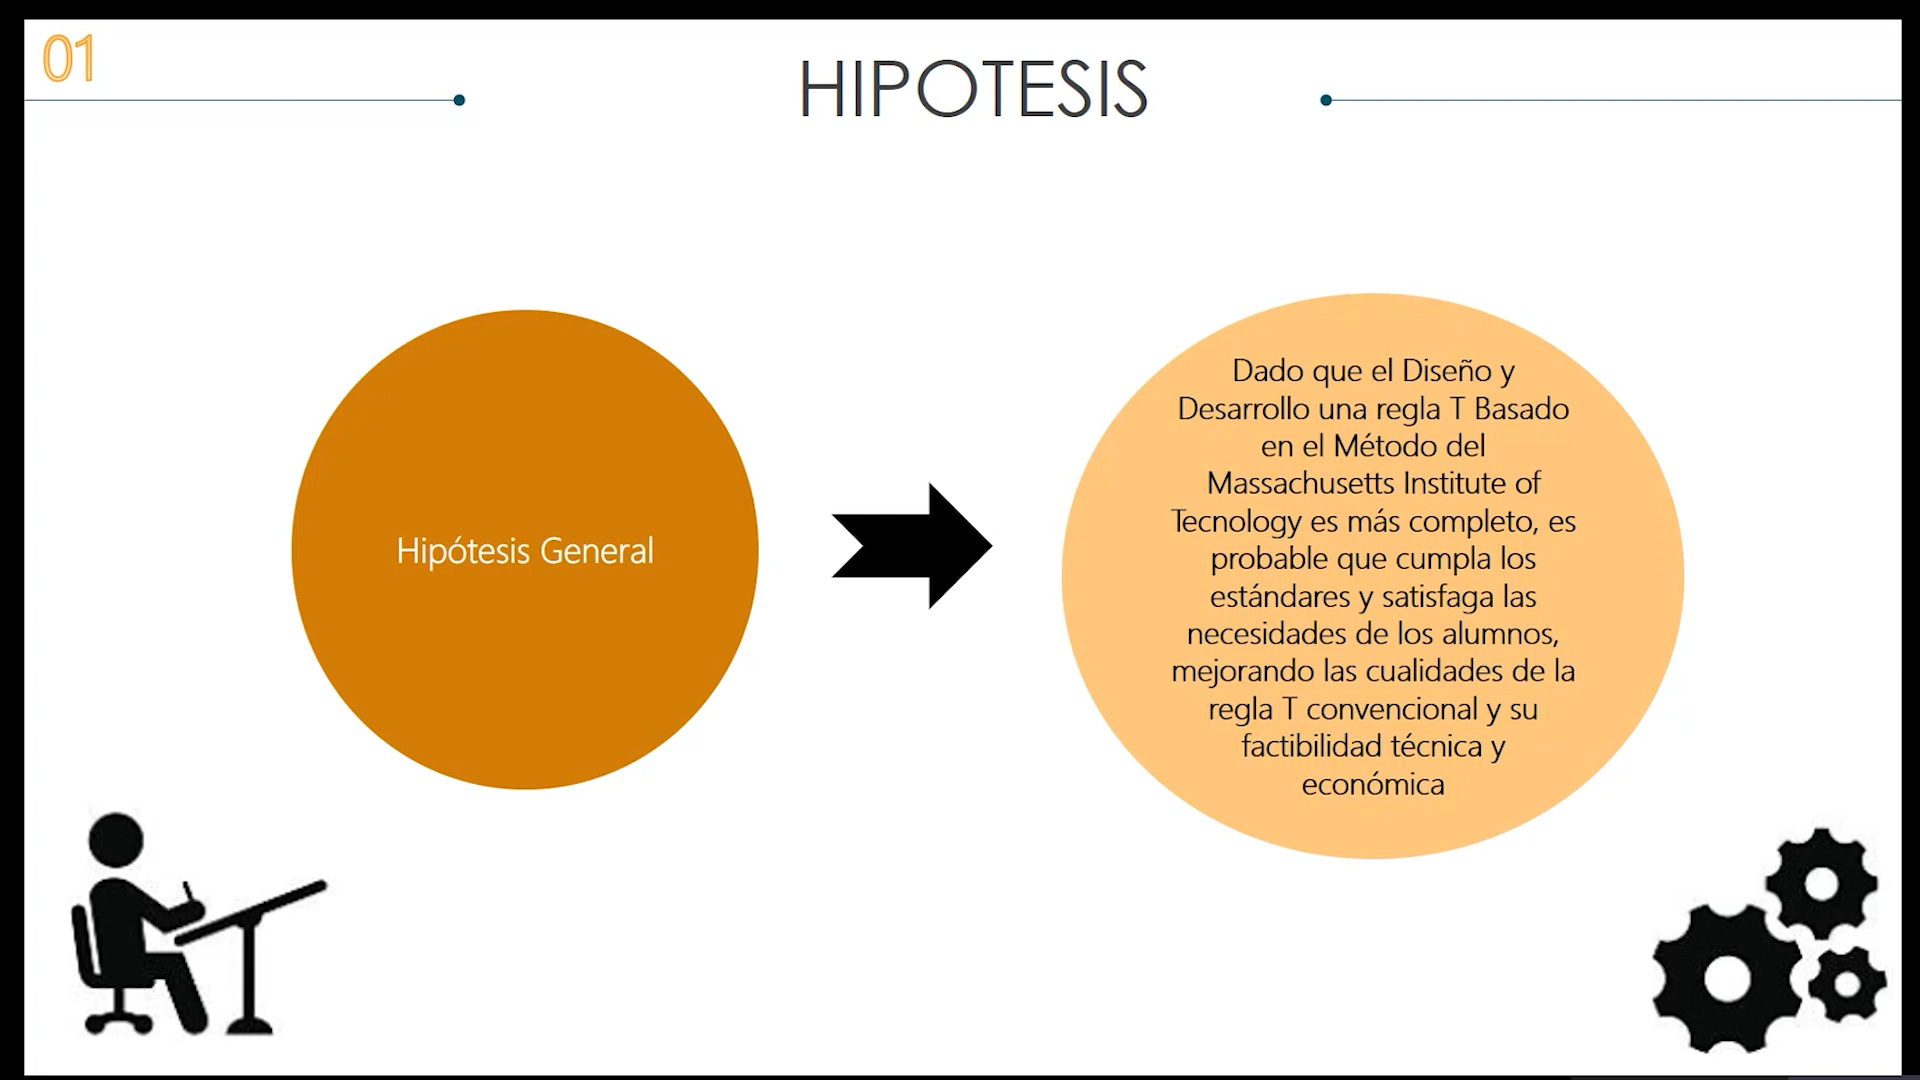 01
HIPOTESIS
Hipótesis General
Dado que el Diseño y
Desarrollo una regla T Basado
en el Método del
Massachusetts Institute of
Tecnology es más completo, es
probable que cumpla los
estándares y satisfaga las
necesidades de los alumnos,
mejorando las cualidades de la
regla T convencional y su
factibilidad técnica y
económica